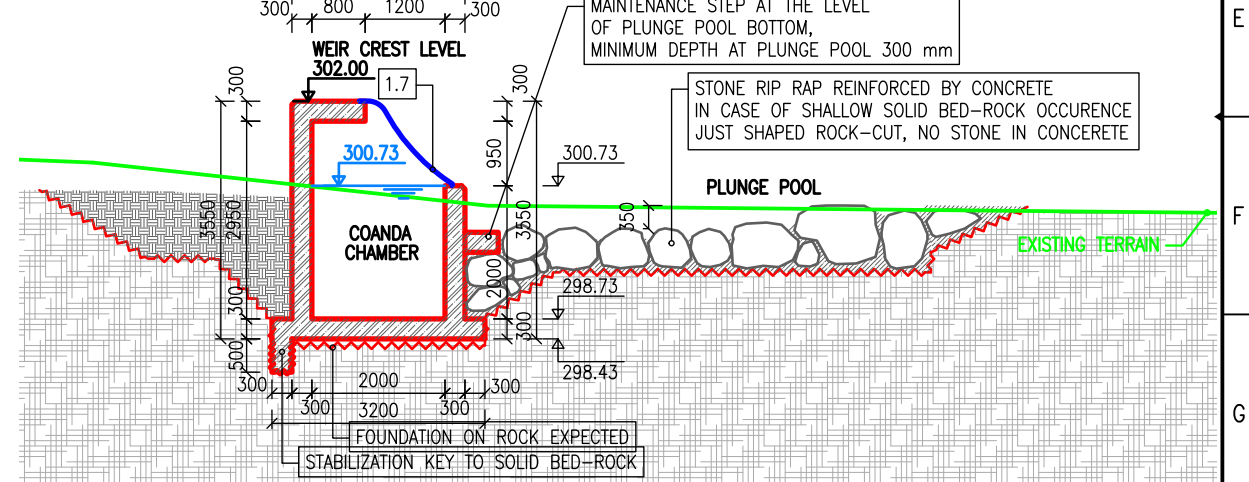 300 800 1200 300
MAINTENANCE STEP AT THE LEVEL
OF PLUNGE POOL BOTTOM,
MINIMUM DEPTH AT PLUNGE POOL 300 mm
E
WEIR CREST LEVEL
302.00
1.7
300
300
STONE RIP RAP REINFORCED BY CONCRETE
IN CASE OF SHALLOW SOLID BED-ROCK OCCURENCE
JUST SHAPED ROCK-CUT, NO STONE IN CONCERETE
300.73
950
300.73
PLUNGE POOL
3550
2950
COANDA
CHAMBER
3550
350
F
EXISTING TERRAIN
2000
298.73
300
300
500
298.43
300 2000 300
300 300
3200
FOUNDATION ON ROCK EXPECTED
STABILIZATION KEY TO SOLID BED-ROCK
G